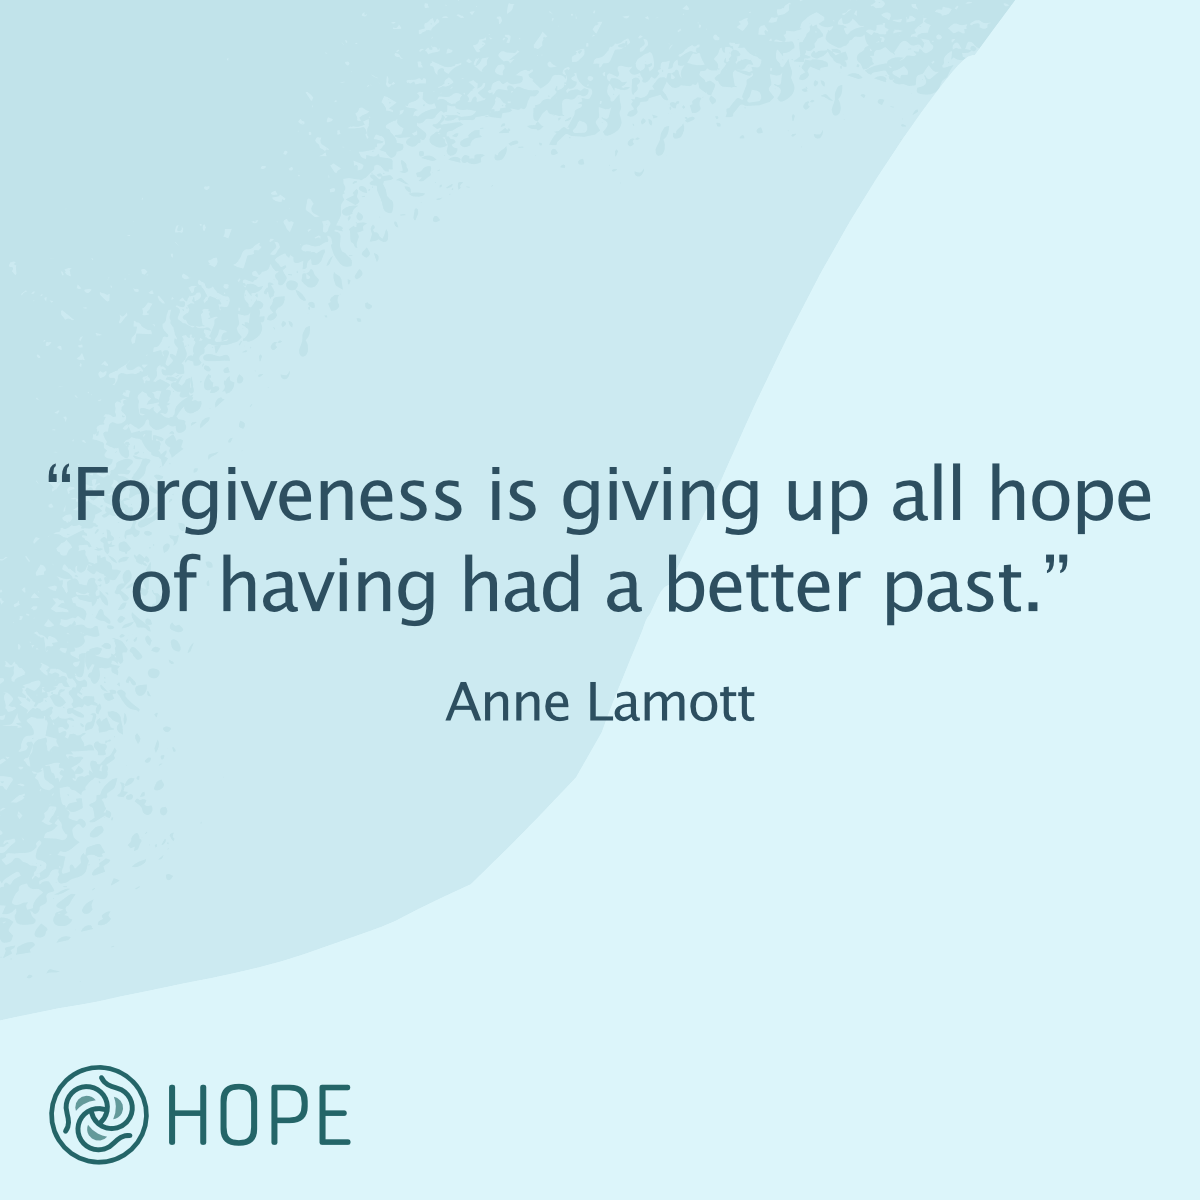 “Forgiveness is giving up all hope
of having had a better past.”
Anne Lamott
HOPE